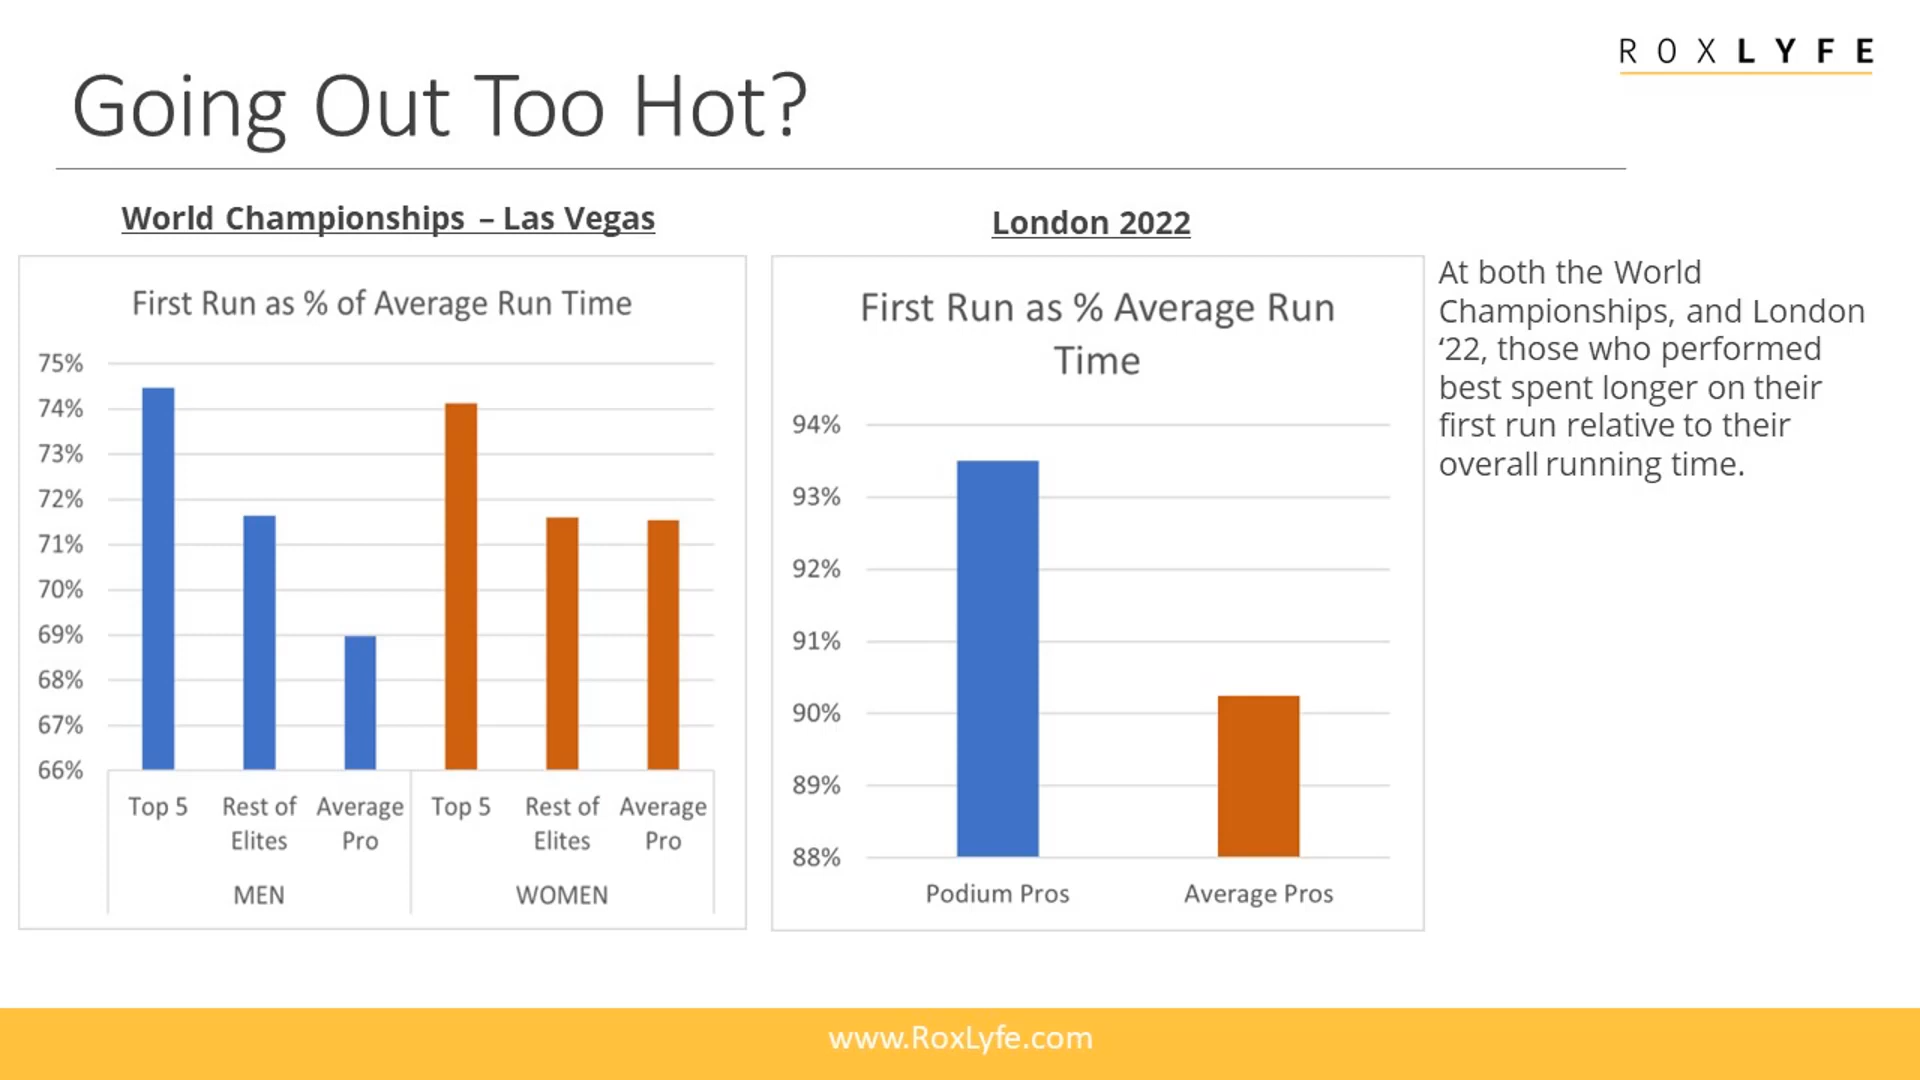 ROXLYFE
Going Out Too Hot?
World Championships – Las Vegas
First Run as % of Average Run Time
75%
74%
73%
72%
71%
70%
69%
68%
67%
66%
Top 5 Rest of Average Top 5 Rest of Average
Elites Pro Elites Pro
MEN WOMEN
London 2022
First Run as % Average Run
Time
94%
93%
92%
91%
90%
89%
88%
Podium Pros Average Pros
At both the World
Championships, and London
‘22, those who performed
best spent longer on their
first run relative to their
overall running time.
www.RoxLyfe.com